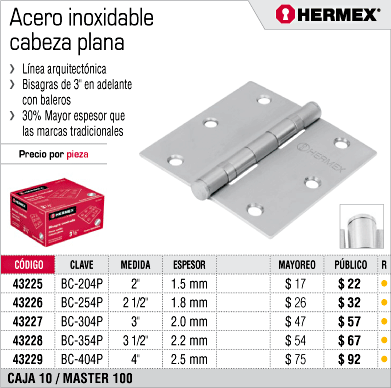 Acero inoxidable
cabeza plana
HERMEX®
Línea arquitectónica
Bisagras de 3" en adelante
con baleros
30% Mayor espesor que
las marcas tradicionales
Precio por pieza
HERMEX
HERMEX
3½"
CÓDIGO CLAVE MEDIDA ESPESOR MAYOREO PÚBLICO R
43225 BC-204P 2" 1.5 mm $ 17 $ 22
43226 BC-254P 2 1/2" 1.8 mm $ 26 $ 32
43227 BC-304P 3" 2.0 mm $ 47 $ 57
43228 BC-354P 3 1/2" 2.2 mm $ 54 $ 67
43229 BC-404P 4" 2.5 mm $ 75 $ 92
CAJA 10 / MASTER 100